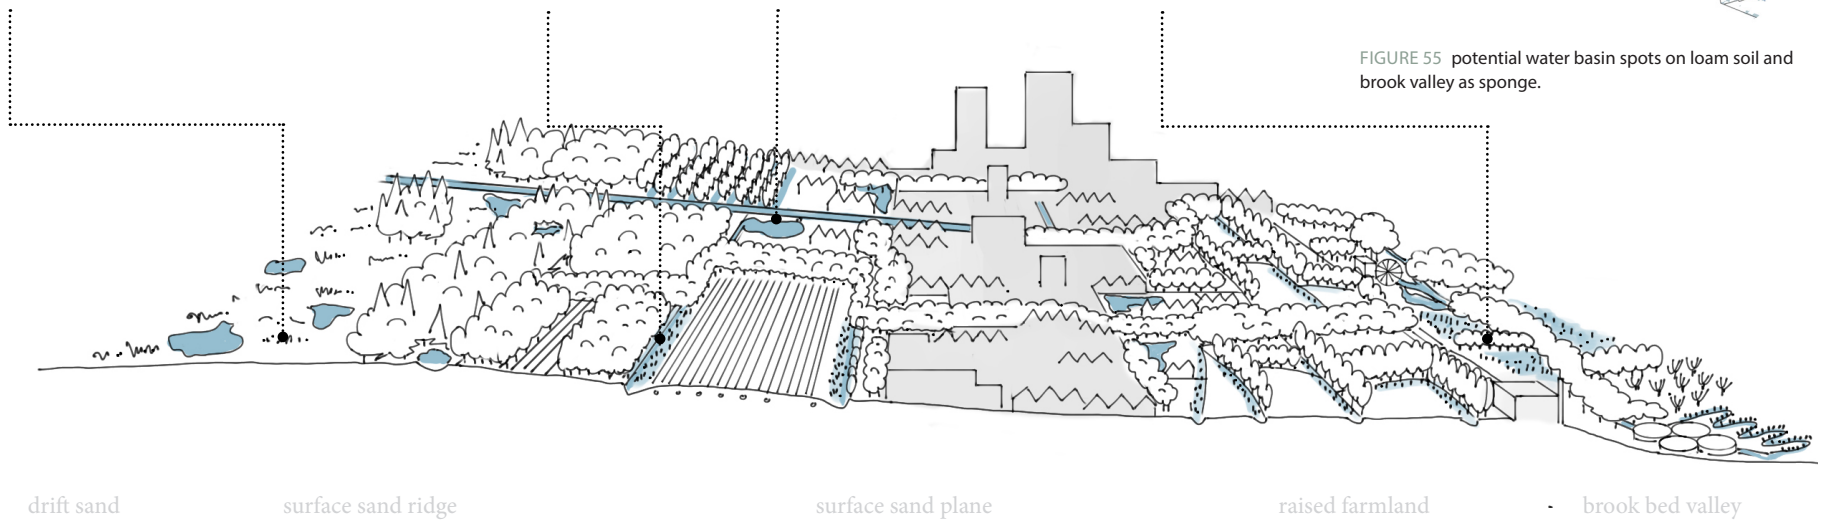 FIGURE 55 potential water basin spots on loam soil and
brook valley as sponge.
drift sand
surface sand ridge
surface sand plane
raised farmland
brook bed valley